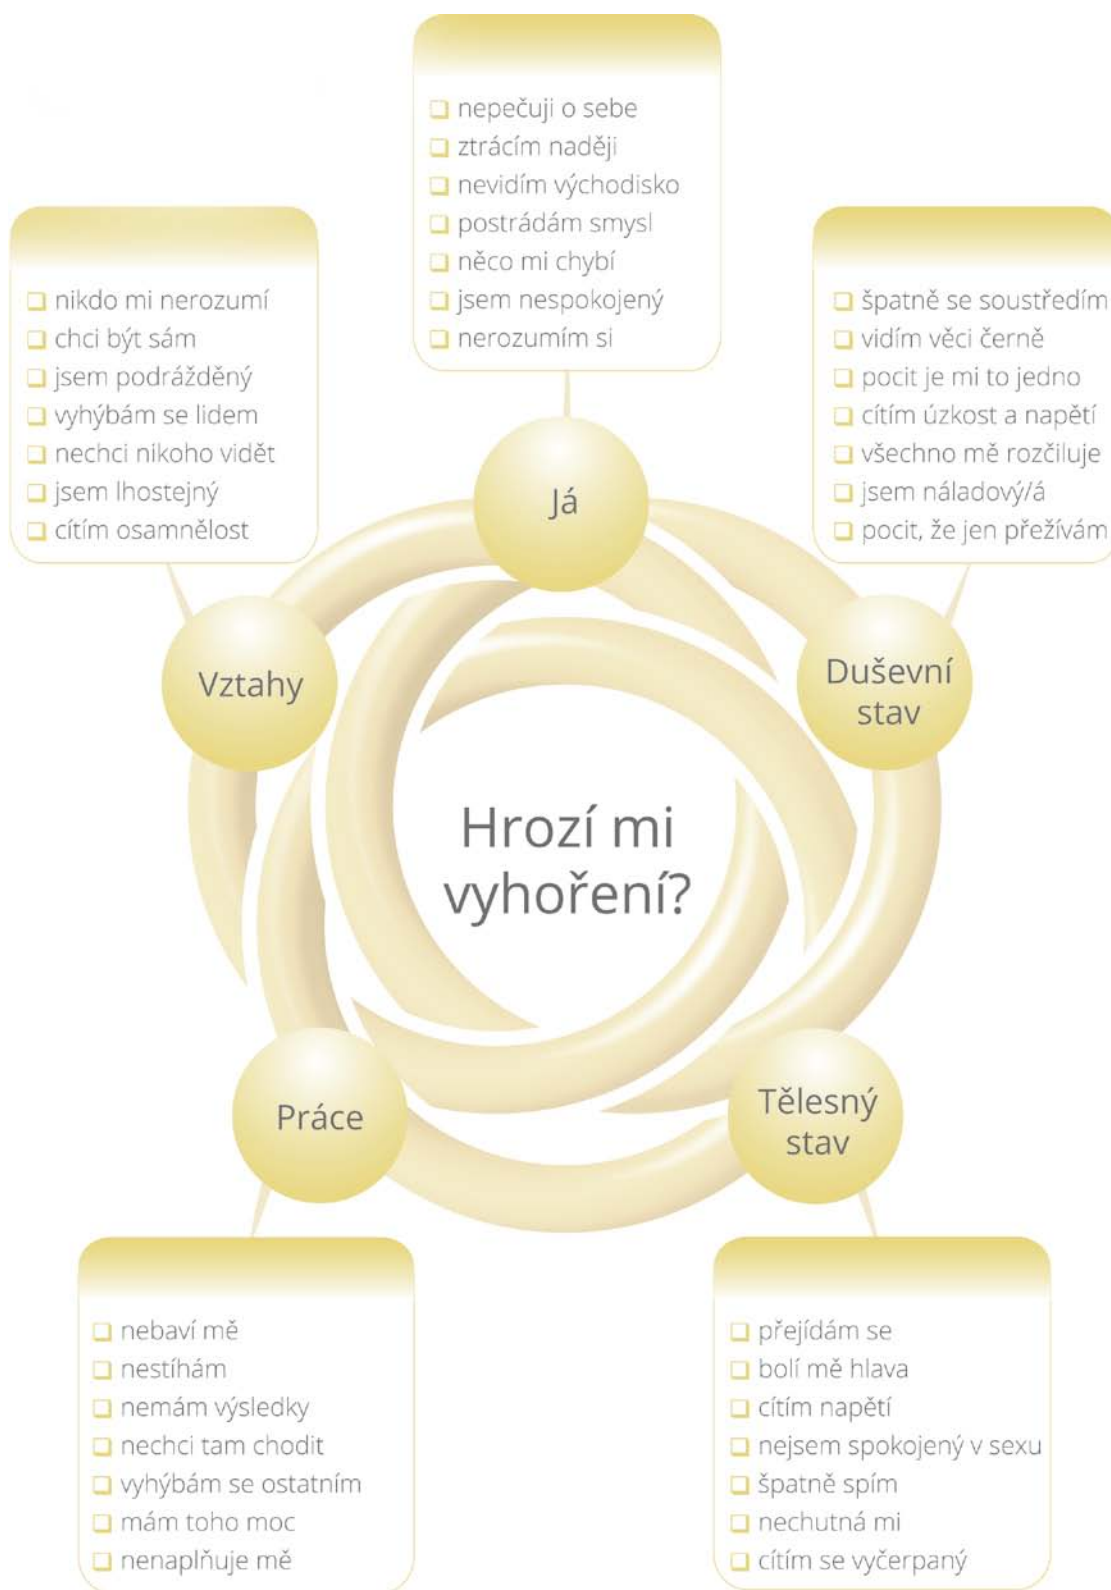 nepečuji o sebe
ztrácím naději
nevidím východisko
postrádám smysl
něco mi chybí
jsem nespokojený
nerozumím si
Já
nikdo mi nerozumí
chci být sám
jsem podrážděný
vyhýbám se lidem
nechci nikoho vidět
jsem lhostejný
cítím osamnělost
Vztahy
špatně se soustředím
vidím věci černě
pocit je mi to jedno
cítím úzkost a napětí
všechno mě rozčiluje
jsem náladový/á
pocit, že jen přežívám
Duševní
stav
Hrozí mi
vyhoření?
Práce
nebaví mě
nestíhám
nemám výsledky
nechci tam chodit
vyhýbám se ostatním
mám toho moc
nenaplňuje mě
Tělesný
stav
přejídám se
bolí mě hlava
cítím napětí
nejsem spokojený v sexu
špatně spím
nechutná mi
cítím se vyčerpaný